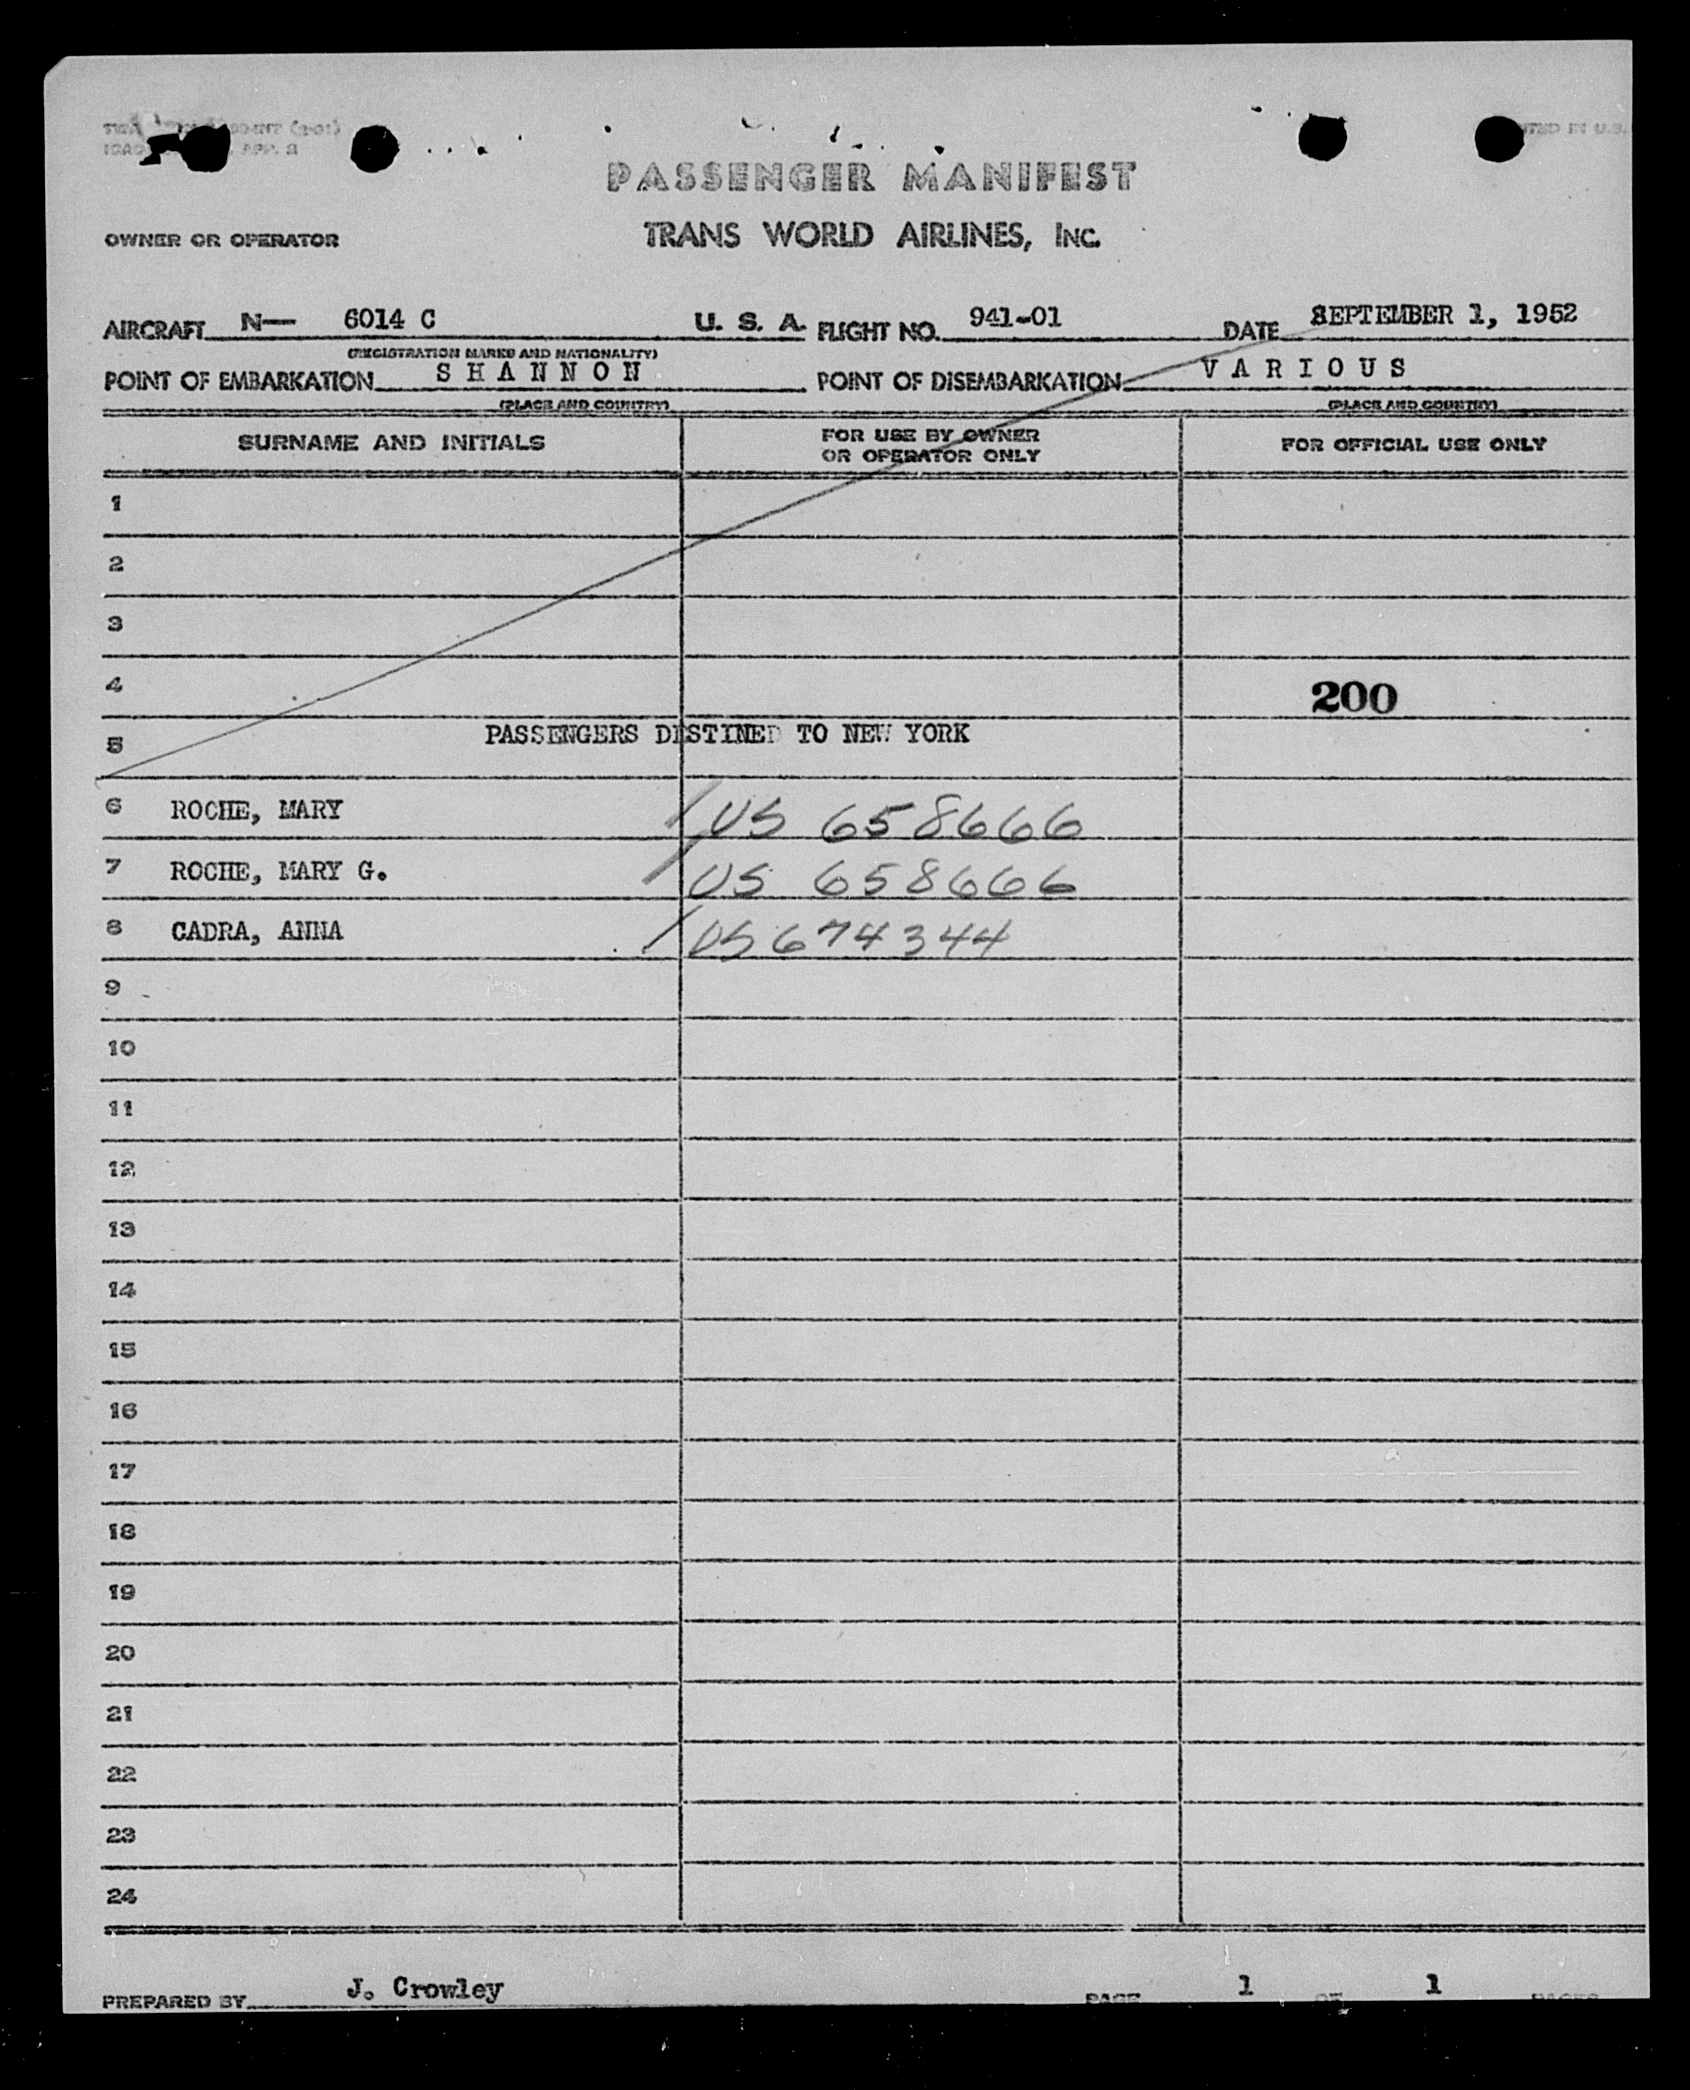 PASSENGER MANIFEST
OWNER OR OPERATOR TRANS WORLD AIRLINES, INC.
AIRCRAFT N— 6014 C U. S. A. FLIGHT NO. 941-01 DATE SEPTEMBER 1, 1952
(REGISTRATION MARKS AND NATIONALITY)
POINT OF EMBARKATION S H A N N O N POINT OF DISEMBARKATION V A R I O U S
(PLACE AND COUNTRY) (PLACE AND COUNTRY)
SURNAME AND INITIALS FOR USE BY OWNER OR OPERATOR ONLY FOR OFFICIAL USE ONLY
1
2
3
4 200
5 PASSENGERS DESTINED TO NEW YORK
6 ROCHE, MARY US 658666
7 ROCHE, MARY G. US 658666
8 CADRA, ANNA US 674344
9
10
11
12
13
14
15
16
17
18
19
20
21
22
23
24
PREPARED BY J. Crowley PAGE 1 OF 1 PAGES